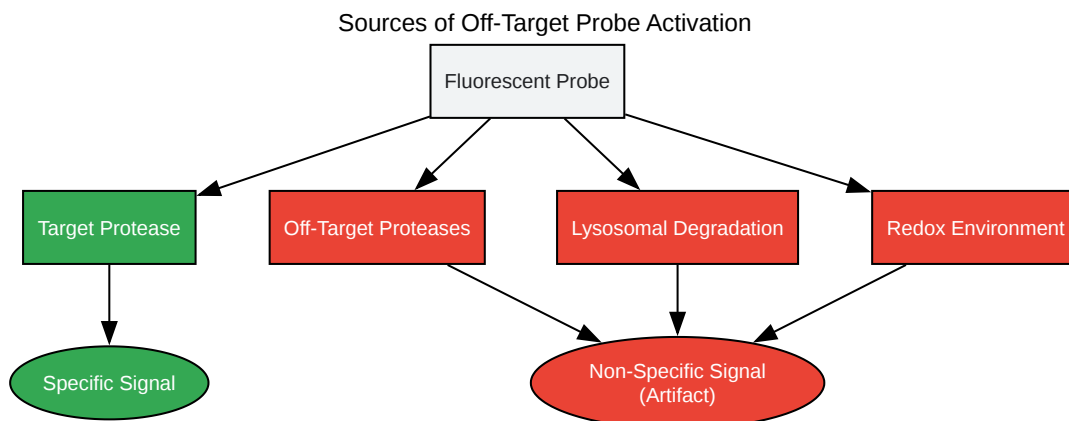 Sources of Off-Target Probe Activation
Fluorescent Probe
Target Protease
Off-Target Proteases
Lysosomal Degradation
Redox Environment
Specific Signal
Non-Specific Signal
(Artifact)